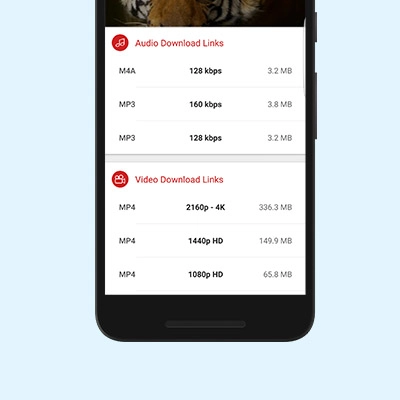 Audio Download Links
M4A 128 kbps 3.2 MB
MP3 160 kbps 3.8 MB
MP3 128 kbps 3.2 MB
Video Download Links
MP4 2160p - 4K 336.3 MB
MP4 1440p HD 149.9 MB
MP4 1080p HD 65.8 MB